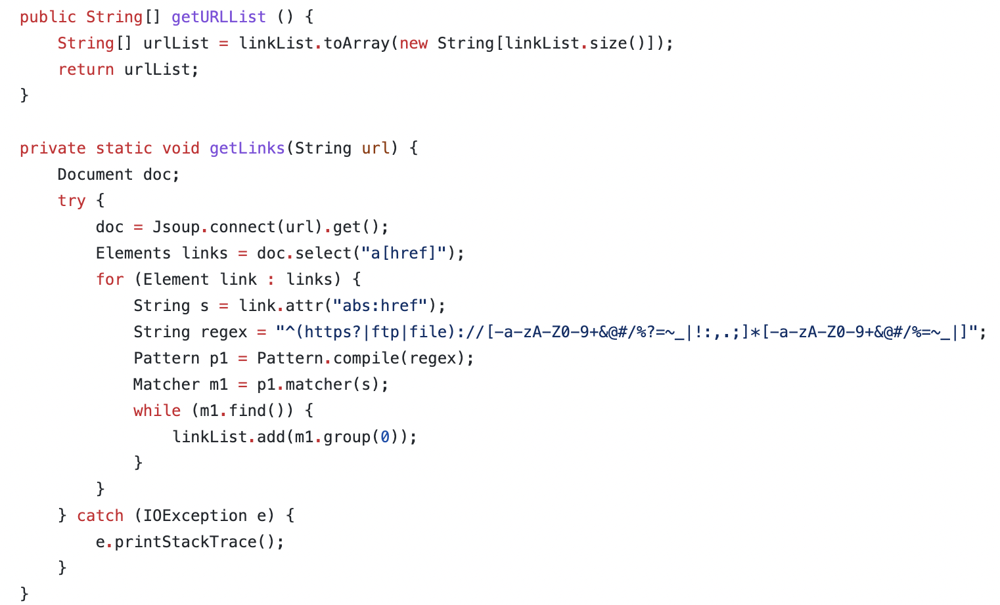 public String[] getURLList () {
    String[] urlList = linkList.toArray(new String[linkList.size()]);
    return urlList;
}

private static void getLinks(String url) {
    Document doc;
    try {
        doc = Jsoup.connect(url).get();
        Elements links = doc.select("a[href]");
        for (Element link : links) {
            String s = link.attr("abs:href");
            String regex = "^(https?|ftp|file)://[-a-zA-Z0-9+&@#/%?=~_|!:,.;]*[-a-zA-Z0-9+&@#/%=~_|]";
            Pattern p1 = Pattern.compile(regex);
            Matcher m1 = p1.matcher(s);
            while (m1.find()) {
                linkList.add(m1.group(0));
            }
        }
    } catch (IOException e) {
        e.printStackTrace();
    }
}